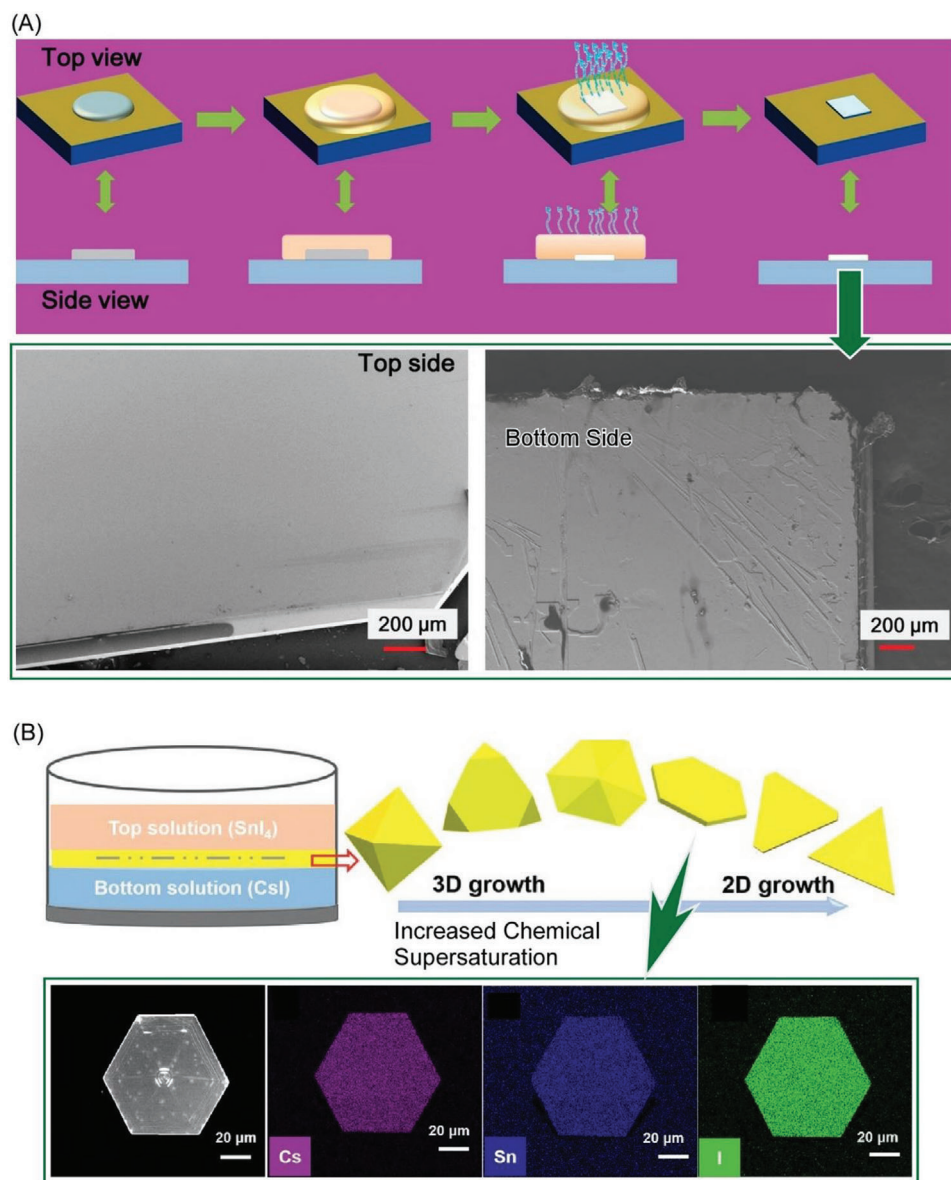 (A)
Top view
Side view
Top side
200 μm
Bottom Side
200 μm
(B)
Top solution (SnI₄)
Bottom solution (CsI)
3D growth
2D growth
Increased Chemical
Supersaturation
20 μm
20 μm
Cs
20 μm
Sn
20 μm
I